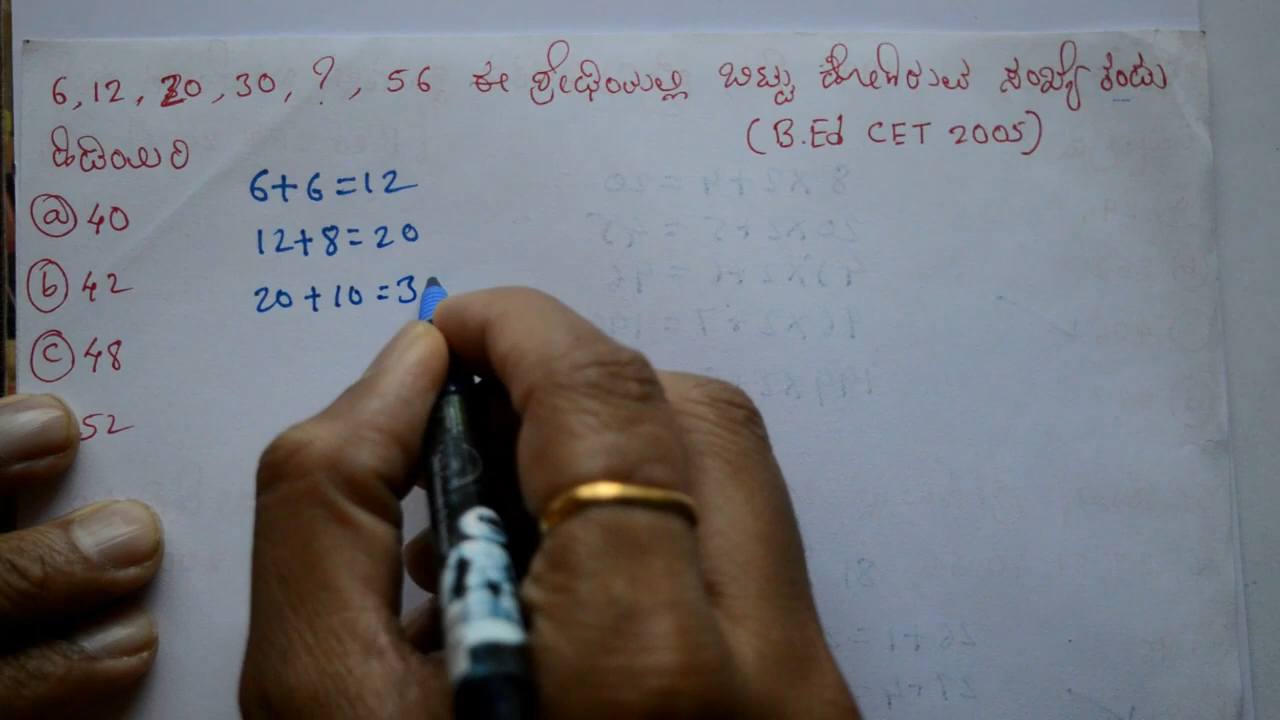 6, 12, 20, 30, ?, 56 ಈ ಶ್ರೇಢಿಯಲ್ಲಿ ಬಿಟ್ಟು ಹೋಗಿರುವ ಸಂಖ್ಯೆ ಕಂಡು
ಹಿಡಿಯಿರಿ
(B.Ed CET 2005)
6+6=12
12+8=20
20+10=3
ⓐ 40
ⓑ 42
ⓒ 48
52